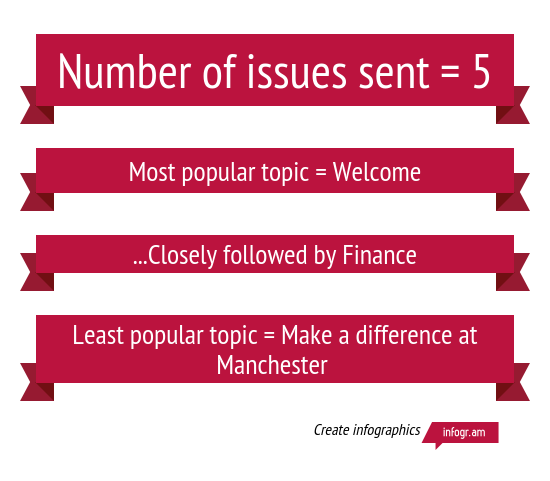 Number of issues sent = 5
Most popular topic = Welcome
...Closely followed by Finance
Least popular topic = Make a difference at
Manchester
Create infographics infogr.am